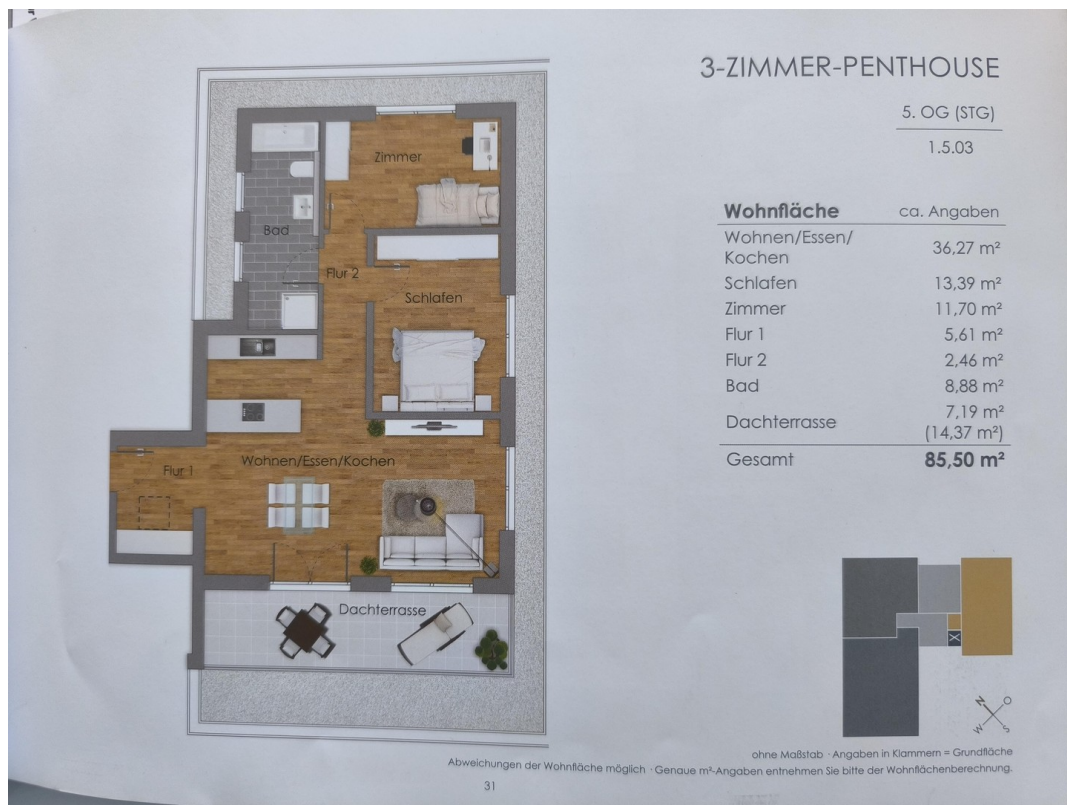 3-ZIMMER-PENTHOUSE
5. OG (STG)
1.5.03
Wohnfläche ca. Angaben
Wohnen/Essen/
Kochen 36,27 m²
Schlafen 13,39 m²
Zimmer 11,70 m²
Flur 1 5,61 m²
Flur 2 2,46 m²
Bad 8,88 m²
Dachterrasse 7,19 m²
(14,37 m²)
Gesamt 85,50 m²
Zimmer
Bad
Flur 2
Schlafen
Wohnen/Essen/Kochen
Flur 1
Dachterrasse
N
O
W
S
ohne Maßstab · Angaben in Klammern = Grundfläche
Abweichungen der Wohnfläche möglich · Genaue m²-Angaben entnehmen Sie bitte der Wohnflächenberechnung.
31